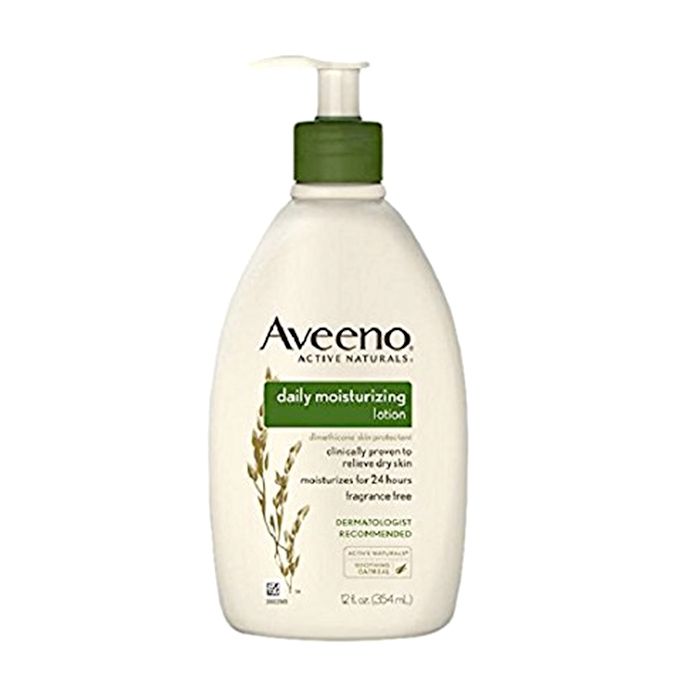 Aveeno®
ACTIVE NATURALS®
daily moisturizing
lotion
dimethicone skin protectant
clinically proven to
relieve dry skin
moisturizes for 24 hours
fragrance free
DERMATOLOGIST
RECOMMENDED
ACTIVE NATURALS®
SOOTHING
OATMEAL
12 fl. oz. (354 mL)